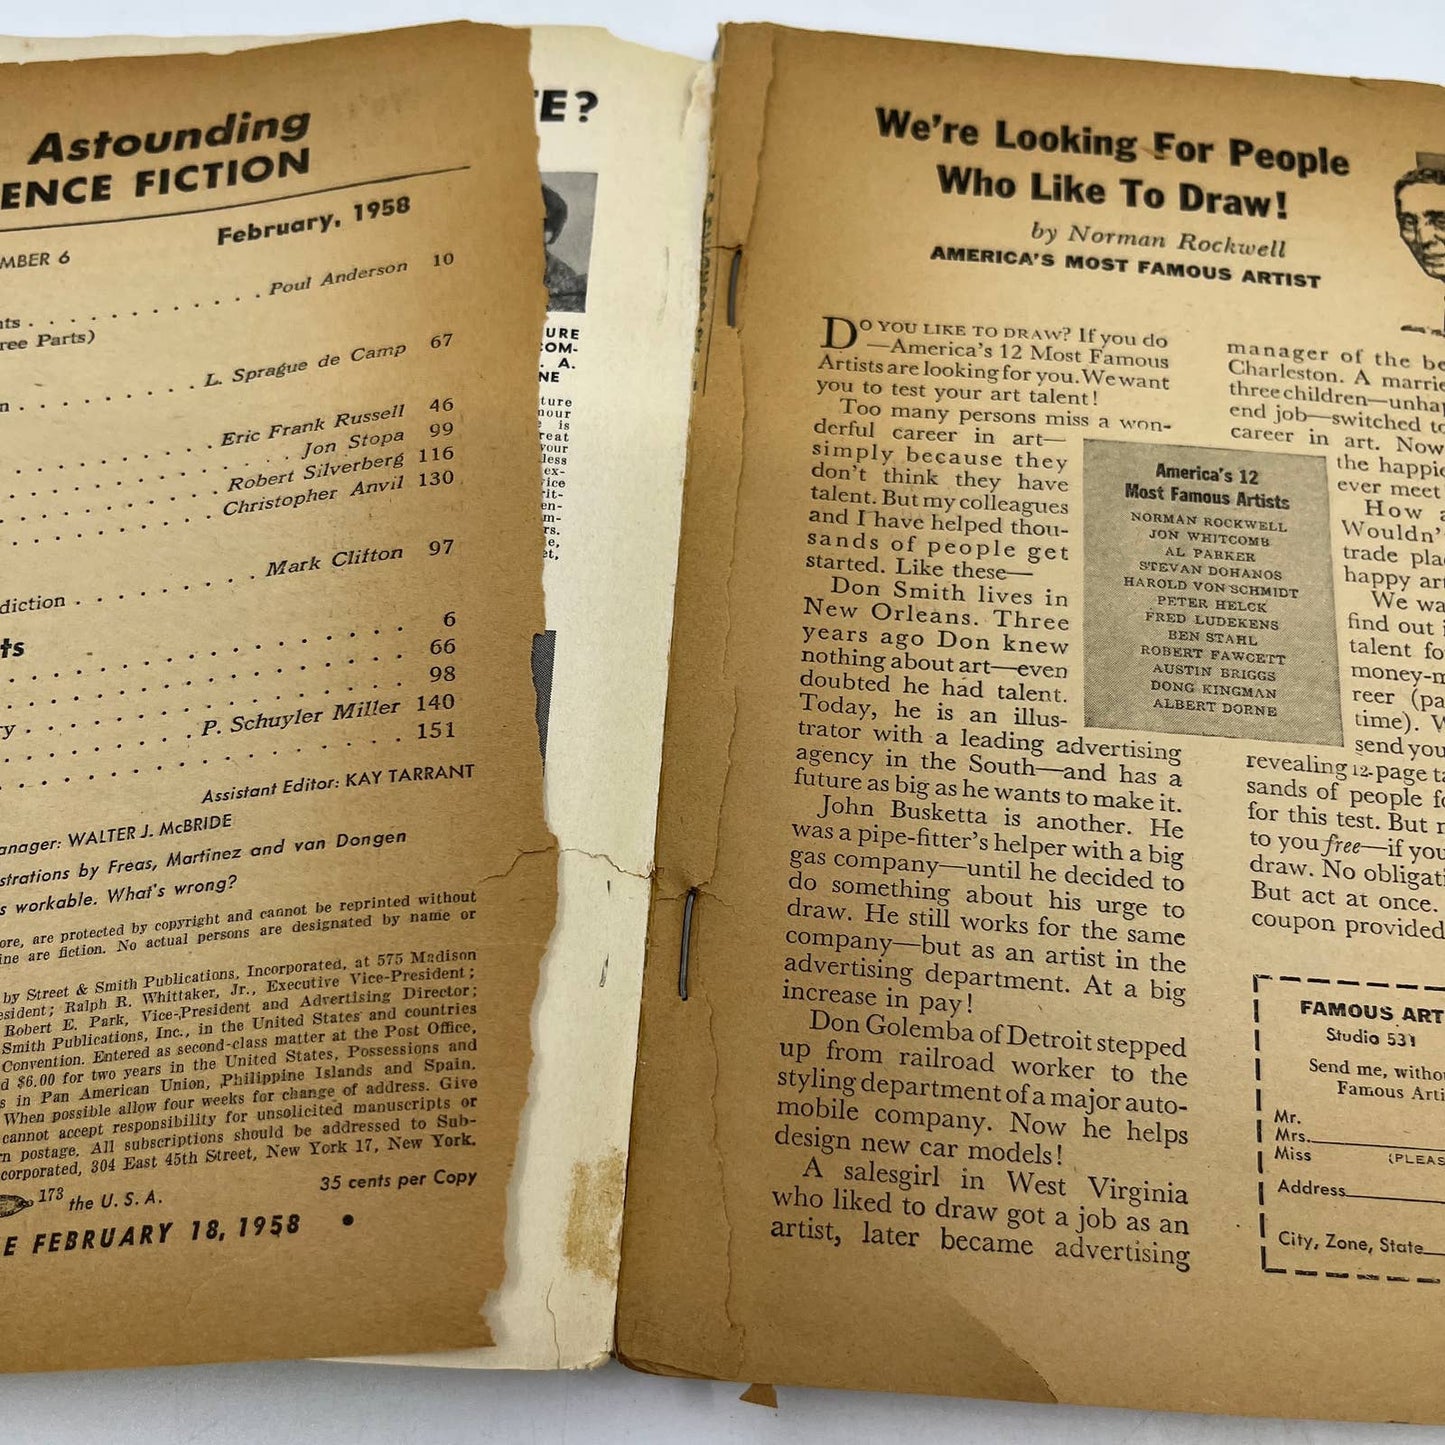 Astounding
ENCE FICTION
February, 1958
MBER 6
Poul Anderson 10
nts
ree Parts)
L. Sprague de Camp 67
n
Eric Frank Russell 46
Jon Stopa 99
Robert Silverberg 116
Christopher Anvil 130
Mark Clifton 97
diction
ts
6
66
98
ry P. Schuyler Miller 140
151
Assistant Editor: KAY TARRANT
anager: WALTER J. McBRIDE
strations by Freas, Martinez and van Dongen
s workable. What's wrong?
ore, are protected by copyright and cannot be reprinted without
ine are fiction. No actual persons are designated by name or
by Street & Smith Publications, Incorporated, at 575 Madison
esident; Ralph R. Whittaker, Jr., Executive Vice-President;
Robert E. Park, Vice-President and Advertising Director;
Smith Publications, Inc., in the United States and countries
Convention. Entered as second-class matter at the Post Office,
d $6.00 for two years in the United States, Possessions and
s in Pan American Union, Philippine Islands and Spain.
When possible allow four weeks for change of address. Give
cannot accept responsibility for unsolicited manuscripts or
rn postage. All subscriptions should be addressed to Sub-
corporated, 304 East 45th Street, New York 17, New York.
173 the U. S. A.
35 cents per Copy
E FEBRUARY 18, 1958 •
TE?
URE
COM-
. A.
NE
ture
nour
is
reat
your
less
ex-
vice
rit-
en-
m-
rs.
e,
et,
We're Looking For People
Who Like To Draw!
by Norman Rockwell
AMERICA'S MOST FAMOUS ARTIST
DO YOU LIKE TO DRAW? If you do
—America's 12 Most Famous
Artists are looking for you. We want
you to test your art talent!
Too many persons miss a won-
derful career in art—
simply because they
don't think they have
talent. But my colleagues
and I have helped thou-
sands of people get
started. Like these—
Don Smith lives in
New Orleans. Three
years ago Don knew
nothing about art—even
doubted he had talent.
Today, he is an illus-
trator with a leading advertising
agency in the South—and has a
future as big as he wants to make it.
John Busketta is another. He
was a pipe-fitter's helper with a big
gas company—until he decided to
do something about his urge to
draw. He still works for the same
company—but as an artist in the
advertising department. At a big
increase in pay!
Don Golemba of Detroit stepped
up from railroad worker to the
styling department of a major auto-
mobile company. Now he helps
design new car models!
A salesgirl in West Virginia
who liked to draw got a job as an
artist, later became advertising
America's 12
Most Famous Artists
NORMAN ROCKWELL
JON WHITCOMB
AL PARKER
STEVAN DOHANOS
HAROLD VON SCHMIDT
PETER HELCK
FRED LUDEKENS
BEN STAHL
ROBERT FAWCETT
AUSTIN BRIGGS
DONG KINGMAN
ALBERT DORNE
manager of the be
Charleston. A marrie
three children—unha
end job—switched to
career in art. Now
the happie
ever meet
How a
Wouldn'
trade pla
happy ar
We wa
find out i
talent fo
money-m
reer (pa
time). W
send you
revealing 12-page ta
sands of people fo
for this test. But
to you free—if you
draw. No obligati
But act at once.
coupon provided
FAMOUS ART
Studio 531
Send me, witho
Famous Arti
Mr.
Mrs.
Miss (PLEAS
Address
City, Zone, State